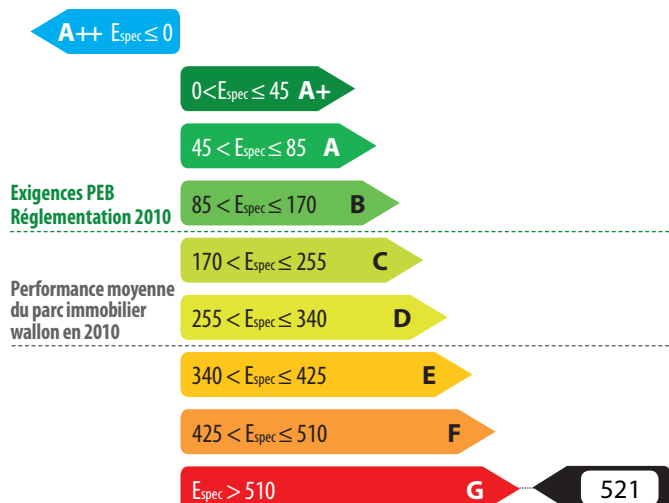 A++ Espec ≤ 0
0<Espec ≤ 45 A+
45 < Espec ≤ 85 A
Exigences PEB
Réglementation 2010
85 < Espec ≤ 170 B
170 < Espec ≤ 255 C
Performance moyenne
du parc immobilier
wallon en 2010
255 < Espec ≤ 340 D
340 < Espec ≤ 425 E
425 < Espec ≤ 510 F
Espec > 510 G 521